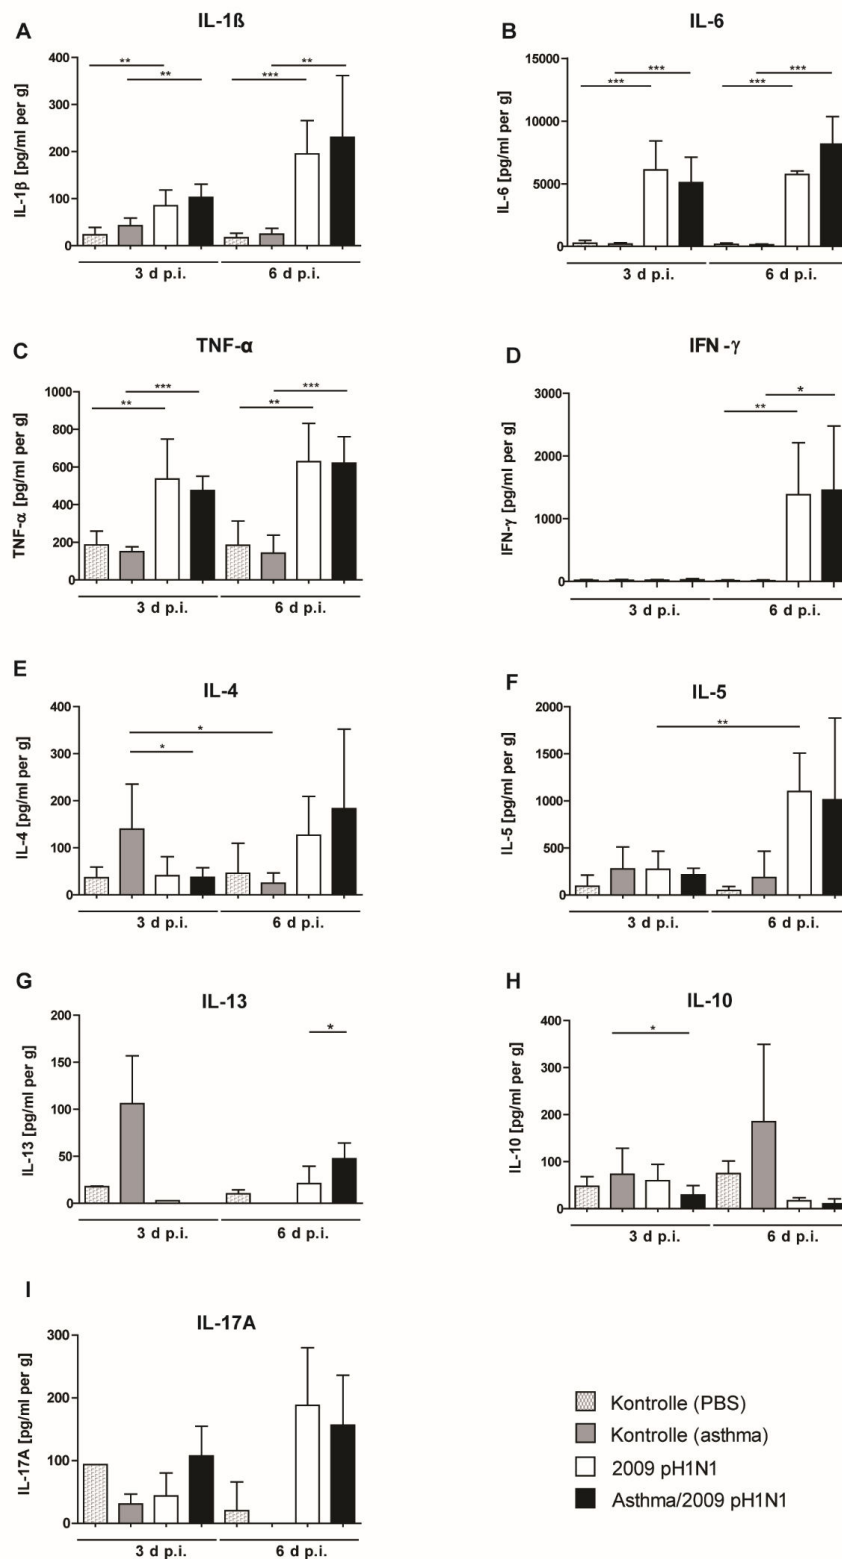 A
IL-1ß
IL-1β [pg/ml per g]
400
300
200
100
0
**
**
***
**
3 d p.i.
6 d p.i.
B
IL-6
IL-6 [pg/ml per g]
15000
10000
5000
0
***
***
***
***
3 d p.i.
6 d p.i.
C
TNF-α
TNF-α [pg/ml per g]
1000
800
600
400
200
0
***
**
***
**
3 d p.i.
6 d p.i.
D
IFN -γ
IFN-γ [pg/ml per g]
3000
2000
1000
0
*
**
3 d p.i.
6 d p.i.
E
IL-4
IL-4 [pg/ml per g]
400
300
200
100
0
*
*
3 d p.i.
6 d p.i.
F
IL-5
IL-5 [pg/ml per g]
2000
1500
1000
500
0
**
3 d p.i.
6 d p.i.
G
IL-13
IL-13 [pg/ml per g]
200
150
100
50
0
*
3 d p.i.
6 d p.i.
H
IL-10
IL-10 [pg/ml per g]
400
300
200
100
0
*
3 d p.i.
6 d p.i.
I
IL-17A
IL-17A [pg/ml per g]
300
200
100
0
3 d p.i.
6 d p.i.
Kontrolle (PBS)
Kontrolle (asthma)
2009 pH1N1
Asthma/2009 pH1N1